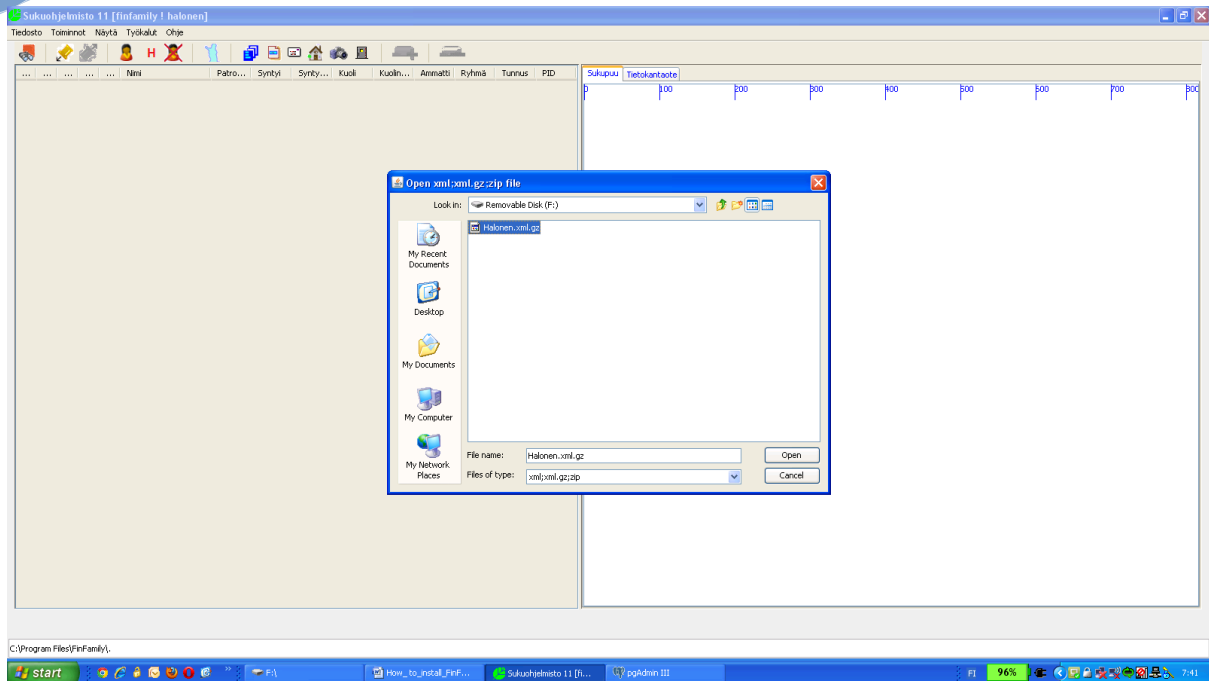 Sukuohjelmisto 11 [finfamily ! halonen]
Tiedosto Toiminnot Näytä Työkalut Ohje
H
... ... ... ... ... Nimi Patro... Syntyi Synty... Kuoli Kuolin... Ammatti Ryhmä Tunnus PID
Sukupuu Tietokantaote
0 100 200 300 400 500 600 700 800
Open xml;xml.gz;zip file
Look in: Removable Disk (F:)
Halonen.xml.gz
My Recent
Documents
Desktop
My Documents
My Computer
My Network
Places
File name: Halonen.xml.gz Open
Files of type: xml;xml.gz;zip Cancel
C:\Program Files\FinFamily\.
start F:\ How_to_install_FinF... Sukuohjelmisto 11 [fi... pgAdmin III FI 96% 7:41